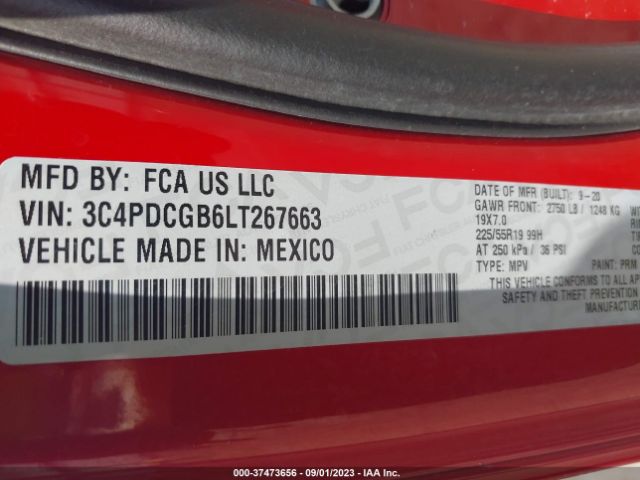 MFD BY: FCA US LLC
VIN: 3C4PDCGB6LT267663
VEHICLE MADE IN: MEXICO
DATE OF MFR (BUILT): 9-20
GAWR FRONT: 2750 LB / 1248 KG
19X7.0
225/55R19 99H
AT 250 kPa / 36 PSI
TYPE: MPV PAINT: PRM
THIS VEHICLE CONFORMS TO ALL AP
SAFETY AND THEFT PREVENTION
MANUFACTUR
000-37473656 - 09/01/2023 - IAA Inc.